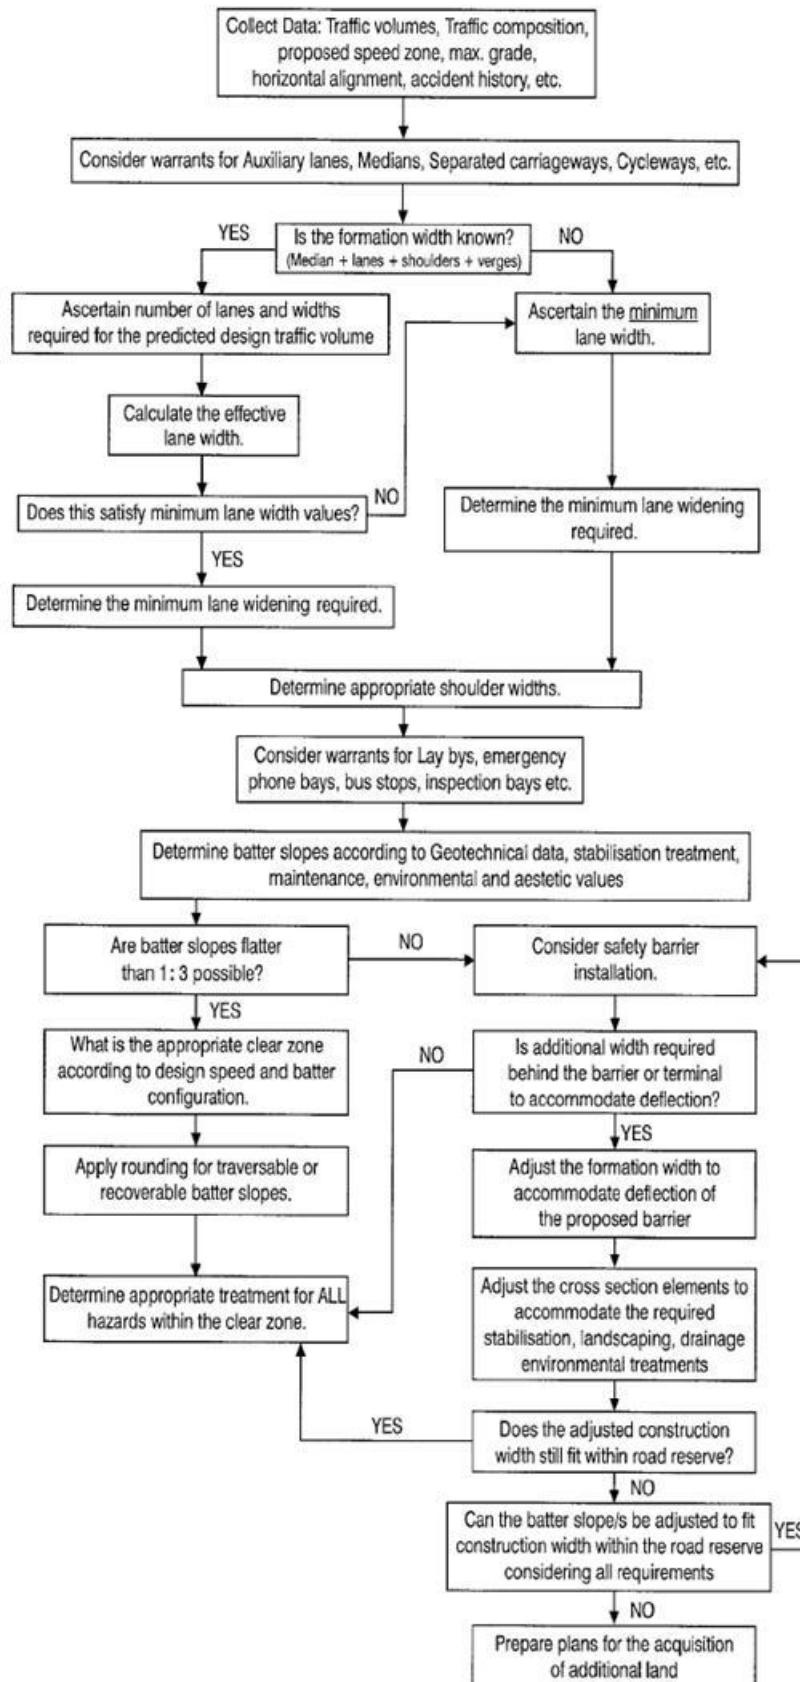 Collect Data: Traffic volumes, Traffic composition,
proposed speed zone, max. grade,
horizontal alignment, accident history, etc.
Consider warrants for Auxiliary lanes, Medians, Separated carriageways, Cycleways, etc.
YES
Is the formation width known?
(Median + lanes + shoulders + verges)
NO
Ascertain number of lanes and widths
required for the predicted design traffic volume
Ascertain the minimum
lane width.
Calculate the effective
lane width.
Does this satisfy minimum lane width values?
NO
Determine the minimum lane widening
required.
YES
Determine the minimum lane widening required.
Determine appropriate shoulder widths.
Consider warrants for Lay bys, emergency
phone bays, bus stops, inspection bays etc.
Determine batter slopes according to Geotechnical data, stabilisation treatment,
maintenance, environmental and aestetic values
Are batter slopes flatter
than 1: 3 possible?
NO
Consider safety barrier
installation.
YES
What is the appropriate clear zone
according to design speed and batter
configuration.
NO
Is additional width required
behind the barrier or terminal
to accommodate deflection?
YES
Apply rounding for traversable or
recoverable batter slopes.
Adjust the formation width to
accommodate deflection of
the proposed barrier
Determine appropriate treatment for ALL
hazards within the clear zone.
Adjust the cross section elements to
accommodate the required
stabilisation, landscaping, drainage
environmental treatments
YES
Does the adjusted construction
width still fit within road reserve?
NO
Can the batter slope/s be adjusted to fit
construction width within the road reserve
considering all requirements
YES
NO
Prepare plans for the acquisition
of additional land